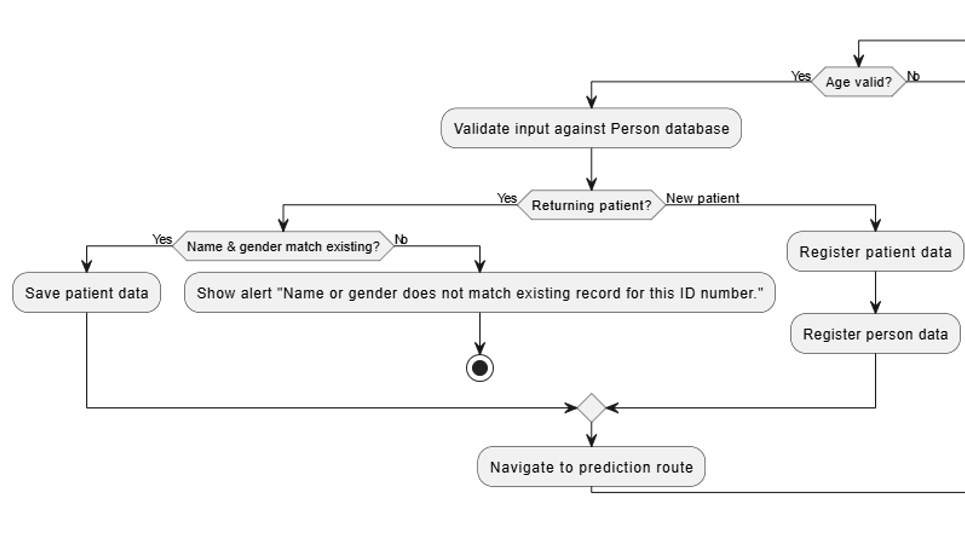 Yes
Age valid?
No
Validate input against Person database
Yes
Returning patient?
New patient
Yes
Name & gender match existing?
No
Register patient data
Save patient data
Show alert "Name or gender does not match existing record for this ID number."
Register person data
Navigate to prediction route